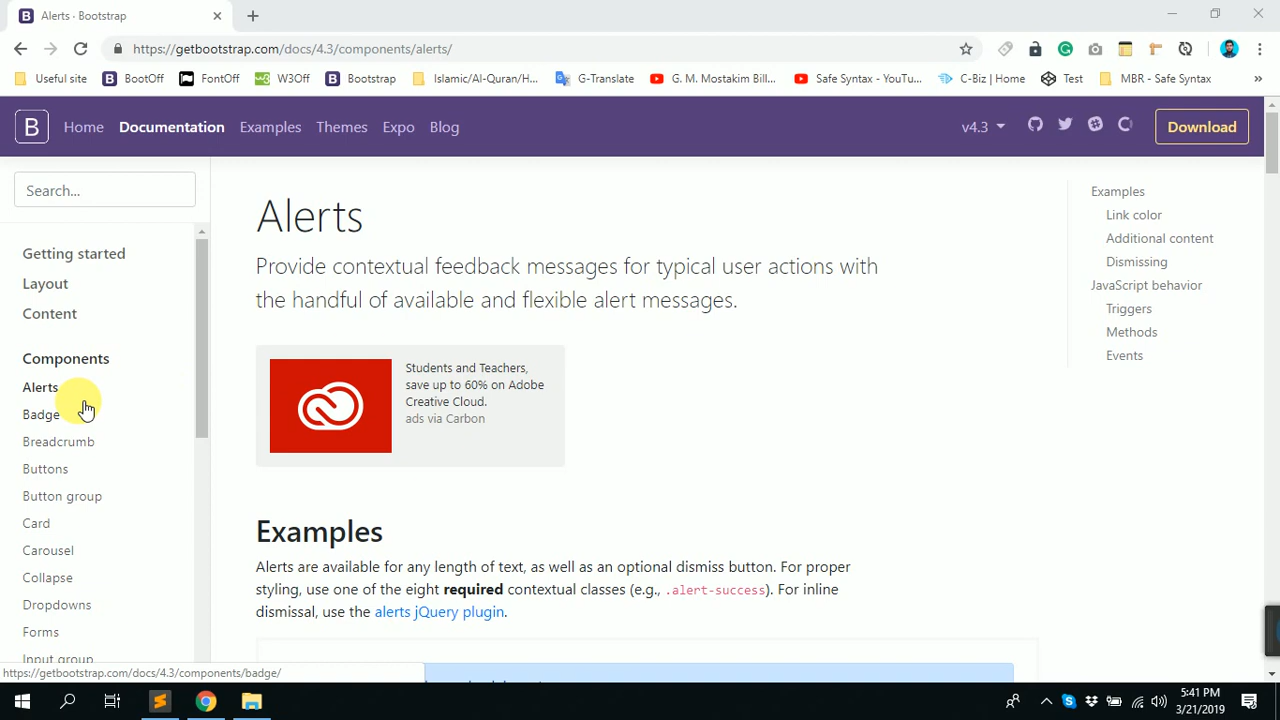 Alerts · Bootstrap
https://getbootstrap.com/docs/4.3/components/alerts/
Useful site
BootOff
FontOff
W3Off
Bootstrap
Islamic/Al-Quran/H...
G-Translate
G. M. Mostakim Bill...
Safe Syntax - YouTu...
C-Biz | Home
Test
MBR - Safe Syntax
B
Home
Documentation
Examples
Themes
Expo
Blog
v4.3
Download
Search...
Getting started
Layout
Content
Components
Alerts
Badge
Breadcrumb
Buttons
Button group
Card
Carousel
Collapse
Dropdowns
Forms
Input group
Alerts
Provide contextual feedback messages for typical user actions with
the handful of available and flexible alert messages.
Students and Teachers,
save up to 60% on Adobe
Creative Cloud.
ads via Carbon
Examples
Alerts are available for any length of text, as well as an optional dismiss button. For proper
styling, use one of the eight required contextual classes (e.g., .alert-success). For inline
dismissal, use the alerts jQuery plugin.
Examples
Link color
Additional content
Dismissing
JavaScript behavior
Triggers
Methods
Events
https://getbootstrap.com/docs/4.3/components/badge/
5:41 PM
3/21/2019